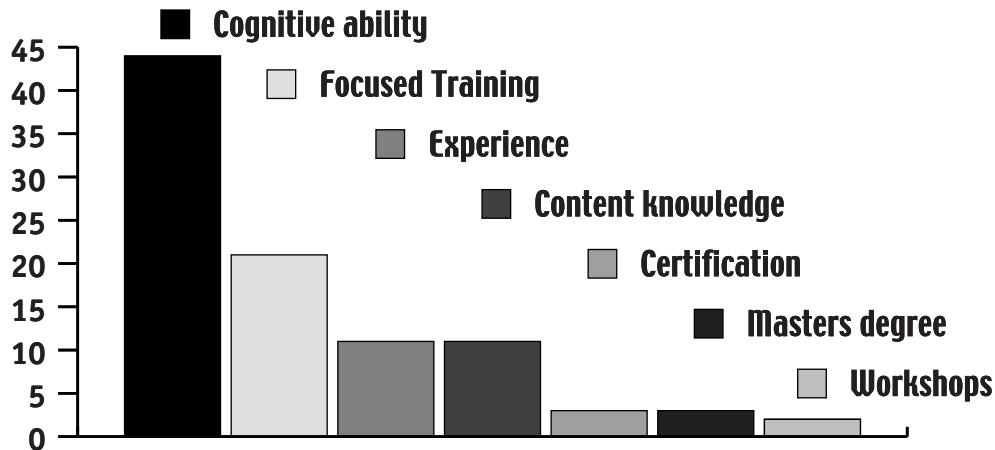 Cognitive ability
45
Focused Training
40
Experience
35
30
Content knowledge
25
Certification
20
15
Masters degree
10
Workshops
5
0